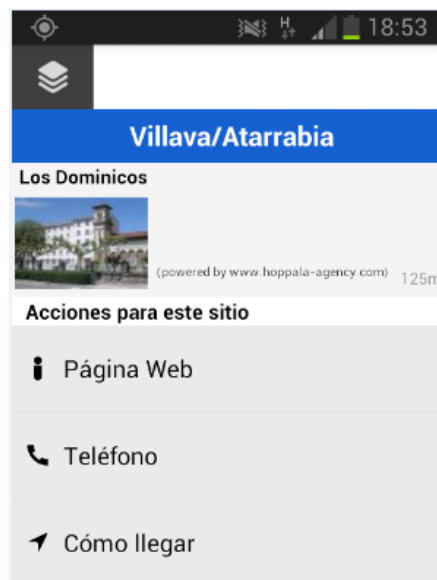 H 18:53
Villava/Atarrabia
Los Dominicos
(powered by www.hoppala-agency.com) 125m
Acciones para este sitio
Página Web
Teléfono
Cómo llegar